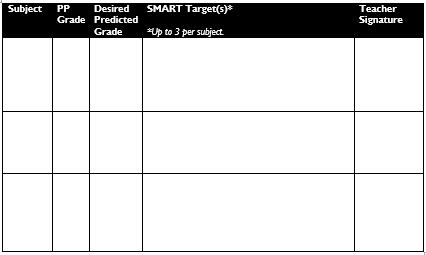 Subject
PP
Grade
Desired
Predicted
Grade
SMART Target(s)*
*Up to 3 per subject.
Teacher
Signature